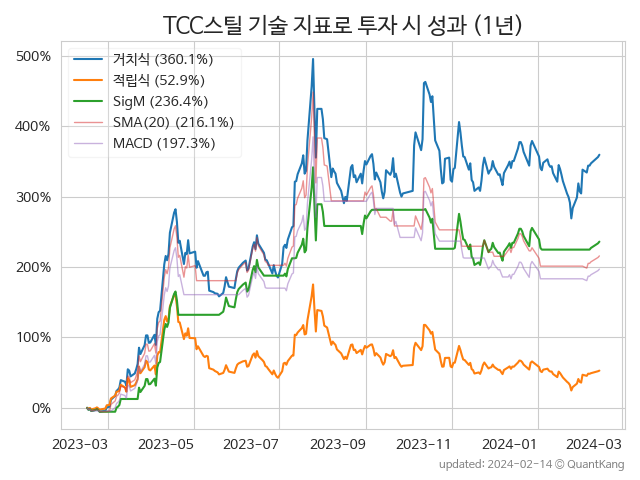 TCC스틸 기술 지표로 투자 시 성과 (1년)
거치식 (360.1%)
적립식 (52.9%)
SigM (236.4%)
SMA(20) (216.1%)
MACD (197.3%)
500%
400%
300%
200%
100%
0%
2023-03 2023-05 2023-07 2023-09 2023-11 2024-01 2024-03
updated: 2024-02-14 © QuantKang